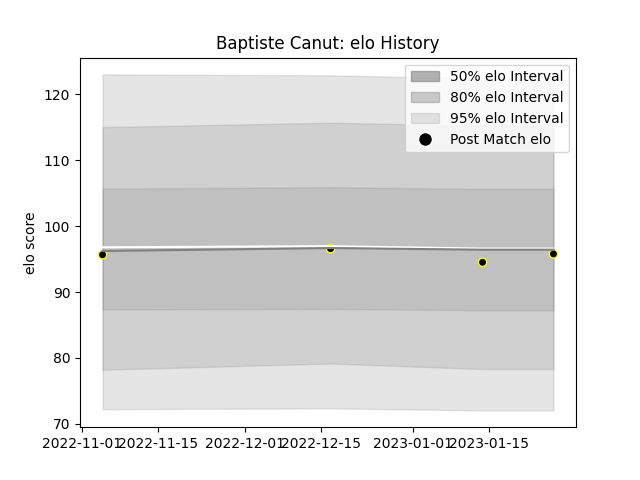 Baptiste Canut: elo History
50% elo Interval
80% elo Interval
95% elo Interval
Post Match elo
elo score
120
110
100
90
80
70
2022-11-01
2022-11-15
2022-12-01
2022-12-15
2023-01-01
2023-01-15